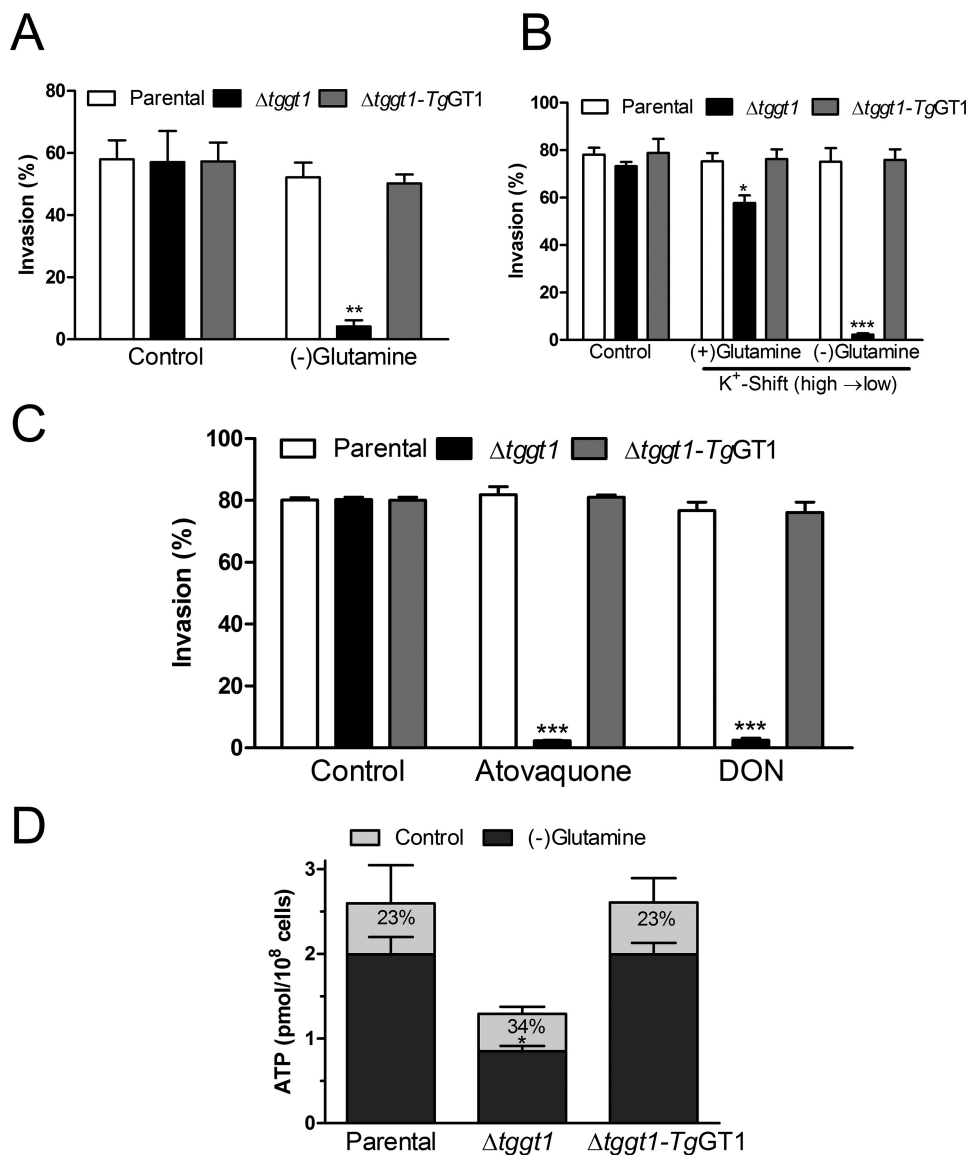 A
Parental Δtggt1 Δtggt1-TgGT1
Invasion (%)
80
60
40
20
0
**
Control (-)Glutamine
B
Parental Δtggt1 Δtggt1-TgGT1
Invasion (%)
100
80
60
40
20
0
*
***
Control (+)Glutamine (-)Glutamine
K⁺-Shift (high →low)
C
Parental Δtggt1 Δtggt1-TgGT1
Invasion (%)
100
80
60
40
20
0
***
***
Control Atovaquone DON
D
Control (-)Glutamine
ATP (pmol/10⁸ cells)
3
2
1
0
23%
34%
*
23%
Parental Δtggt1 Δtggt1-TgGT1